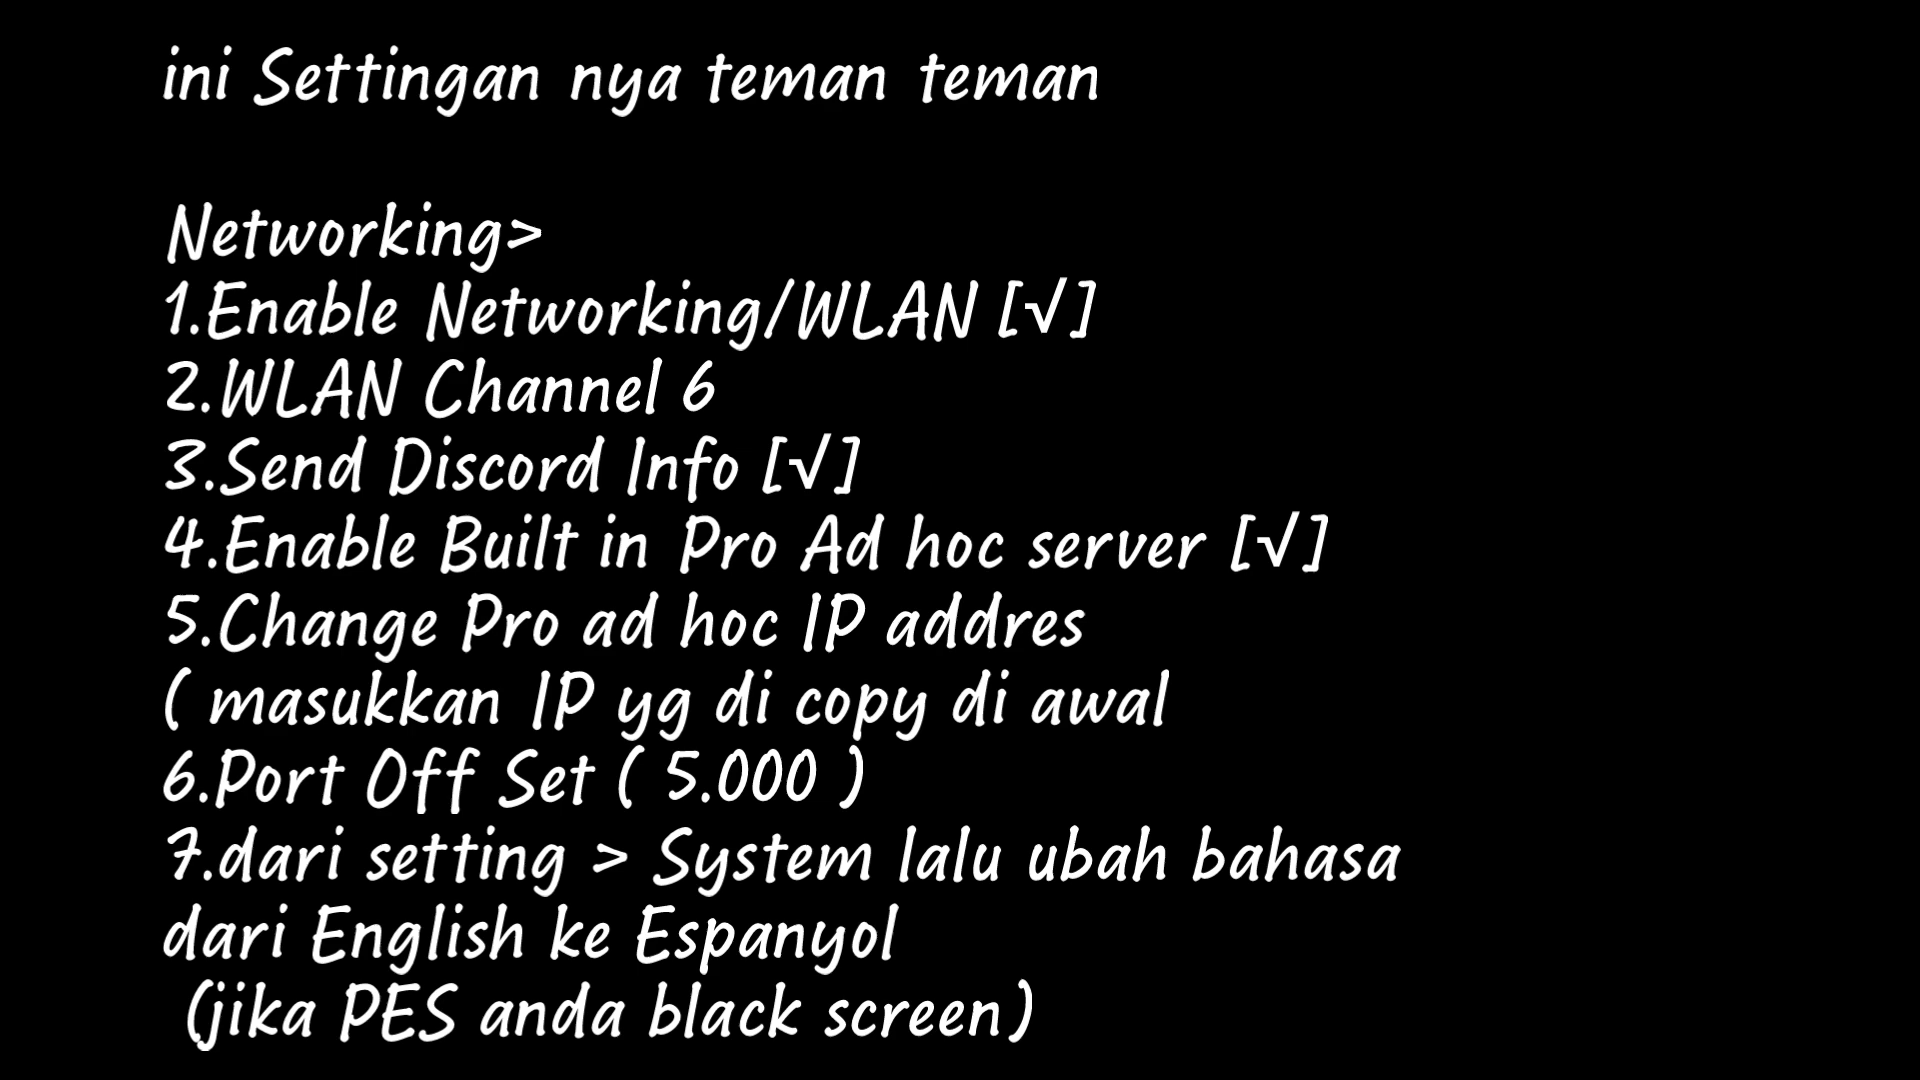 ini Settingan nya teman teman
Networking>
1.Enable Networking/WLAN [√]
2.WLAN Channel 6
3.Send Discord Info [√]
4.Enable Built in Pro Ad hoc server [√]
5.Change Pro ad hoc IP addres
( masukkan IP yg di copy di awal
6.Port Off Set ( 5.000 )
7.dari setting > System lalu ubah bahasa
dari English ke Espanyol
(jika PES anda black screen)